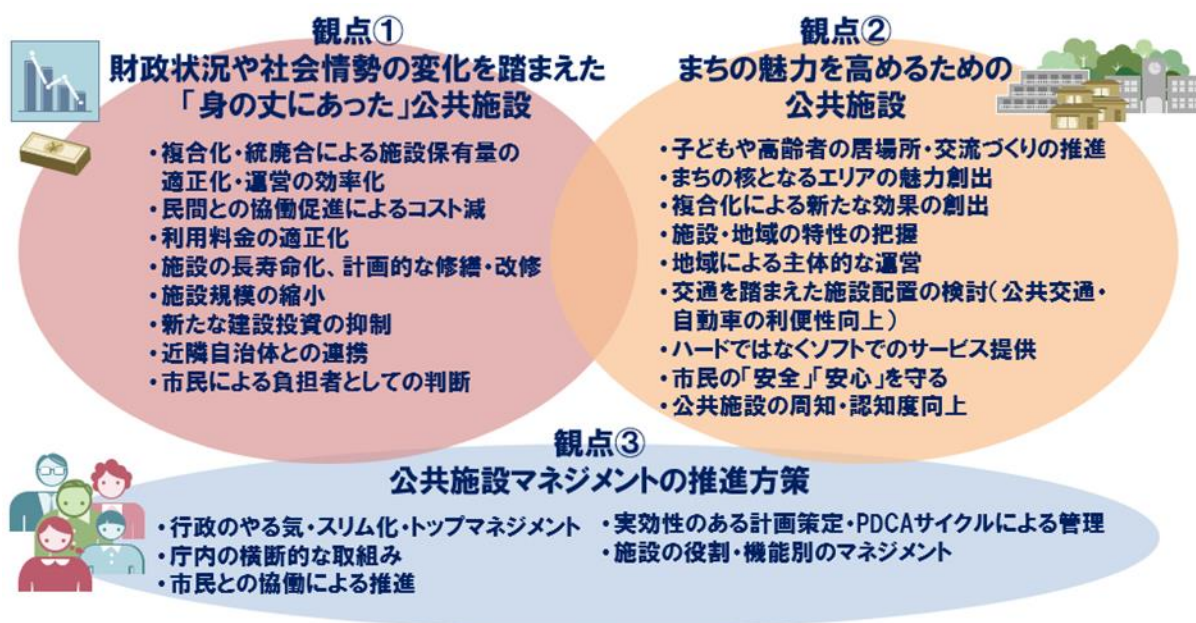 観点①
財政状況や社会情勢の変化を踏まえた
「身の丈にあった」公共施設
・複合化・統廃合による施設保有量の
適正化・運営の効率化
・民間との協働促進によるコスト減
・利用料金の適正化
・施設の長寿命化、計画的な修繕・改修
・施設規模の縮小
・新たな建設投資の抑制
・近隣自治体との連携
・市民による負担者としての判断
観点②
まちの魅力を高めるための
公共施設
・子どもや高齢者の居場所・交流づくりの推進
・まちの核となるエリアの魅力創出
・複合化による新たな効果の創出
・施設・地域の特性の把握
・地域による主体的な運営
・交通を踏まえた施設配置の検討(公共交通・
自動車の利便性向上)
・ハードではなくソフトでのサービス提供
・市民の「安全」「安心」を守る
・公共施設の周知・認知度向上
観点③
公共施設マネジメントの推進方策
・行政のやる気・スリム化・トップマネジメント
・庁内の横断的な取組み
・市民との協働による推進
・実効性のある計画策定・PDCAサイクルによる管理
・施設の役割・機能別のマネジメント